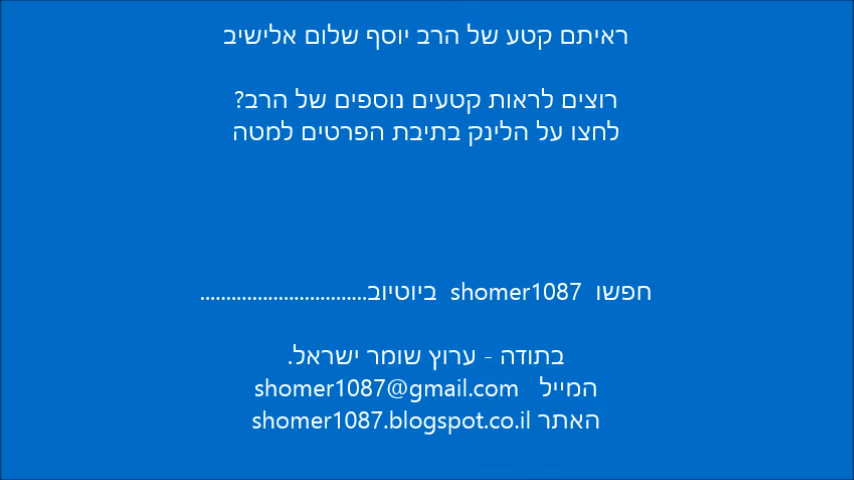 ראיתם קטע של הרב יוסף שלום אלישיב
רוצים לראות קטעים נוספים של הרב?
לחצו על הלינק בתיבת הפרטים למטה
חפשו shomer1087 ביוטיוב................................
בתודה - ערוץ שומר ישראל.
המייל shomer1087@gmail.com
האתר shomer1087.blogspot.co.il